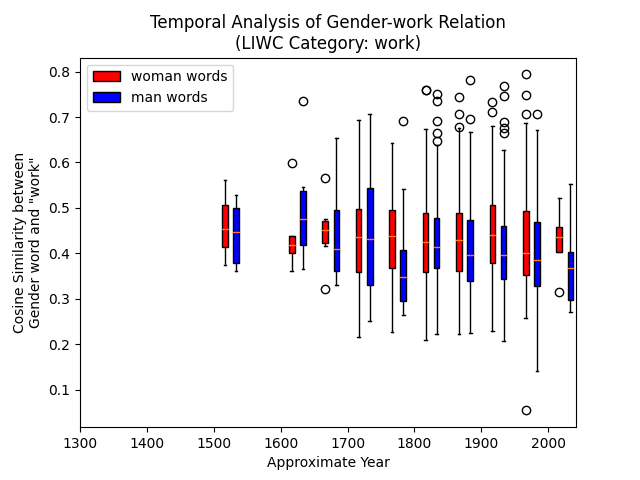 Temporal Analysis of Gender-work Relation
(LIWC Category: work)
woman words
man words
Cosine Similarity between
Gender word and "work"
0.8
0.7
0.6
0.5
0.4
0.3
0.2
0.1
1300 1400 1500 1600 1700 1800 1900 2000
Approximate Year